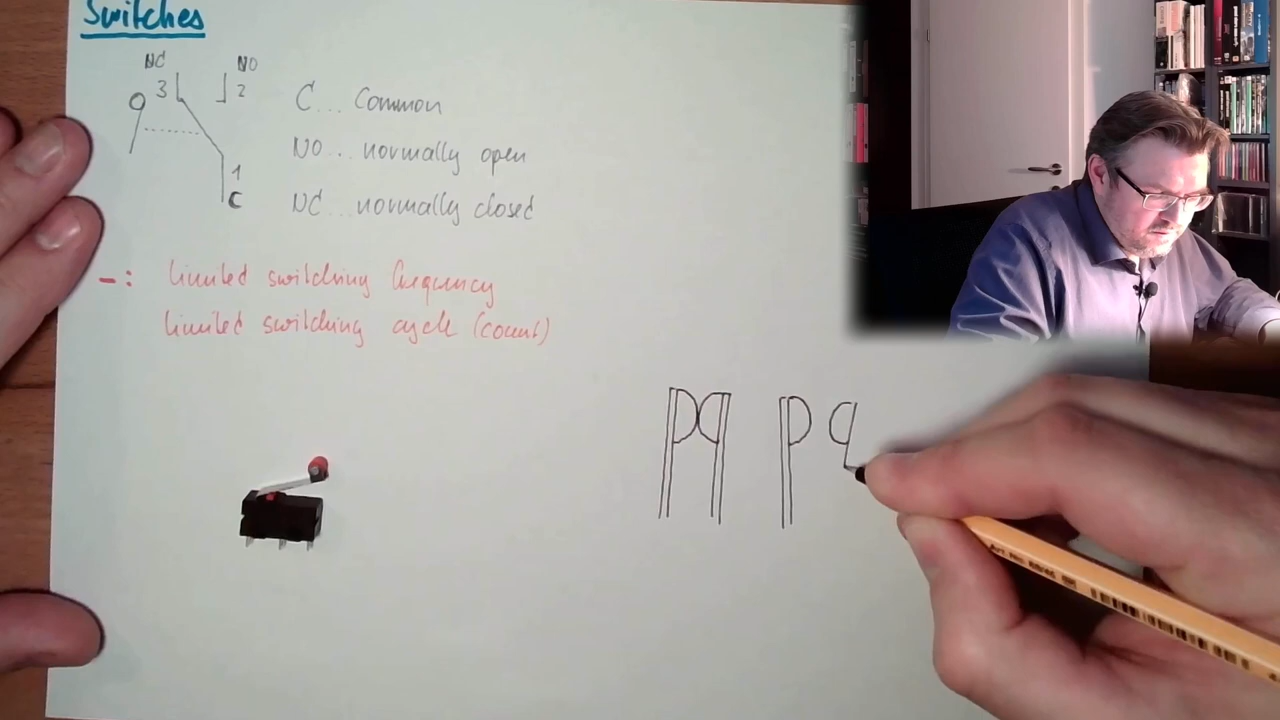 Switches
NC NO
3 2
1
C
C... Common
NO... normally open
NC... normally closed
-: limited switching frequency
limited switching cycle (count)